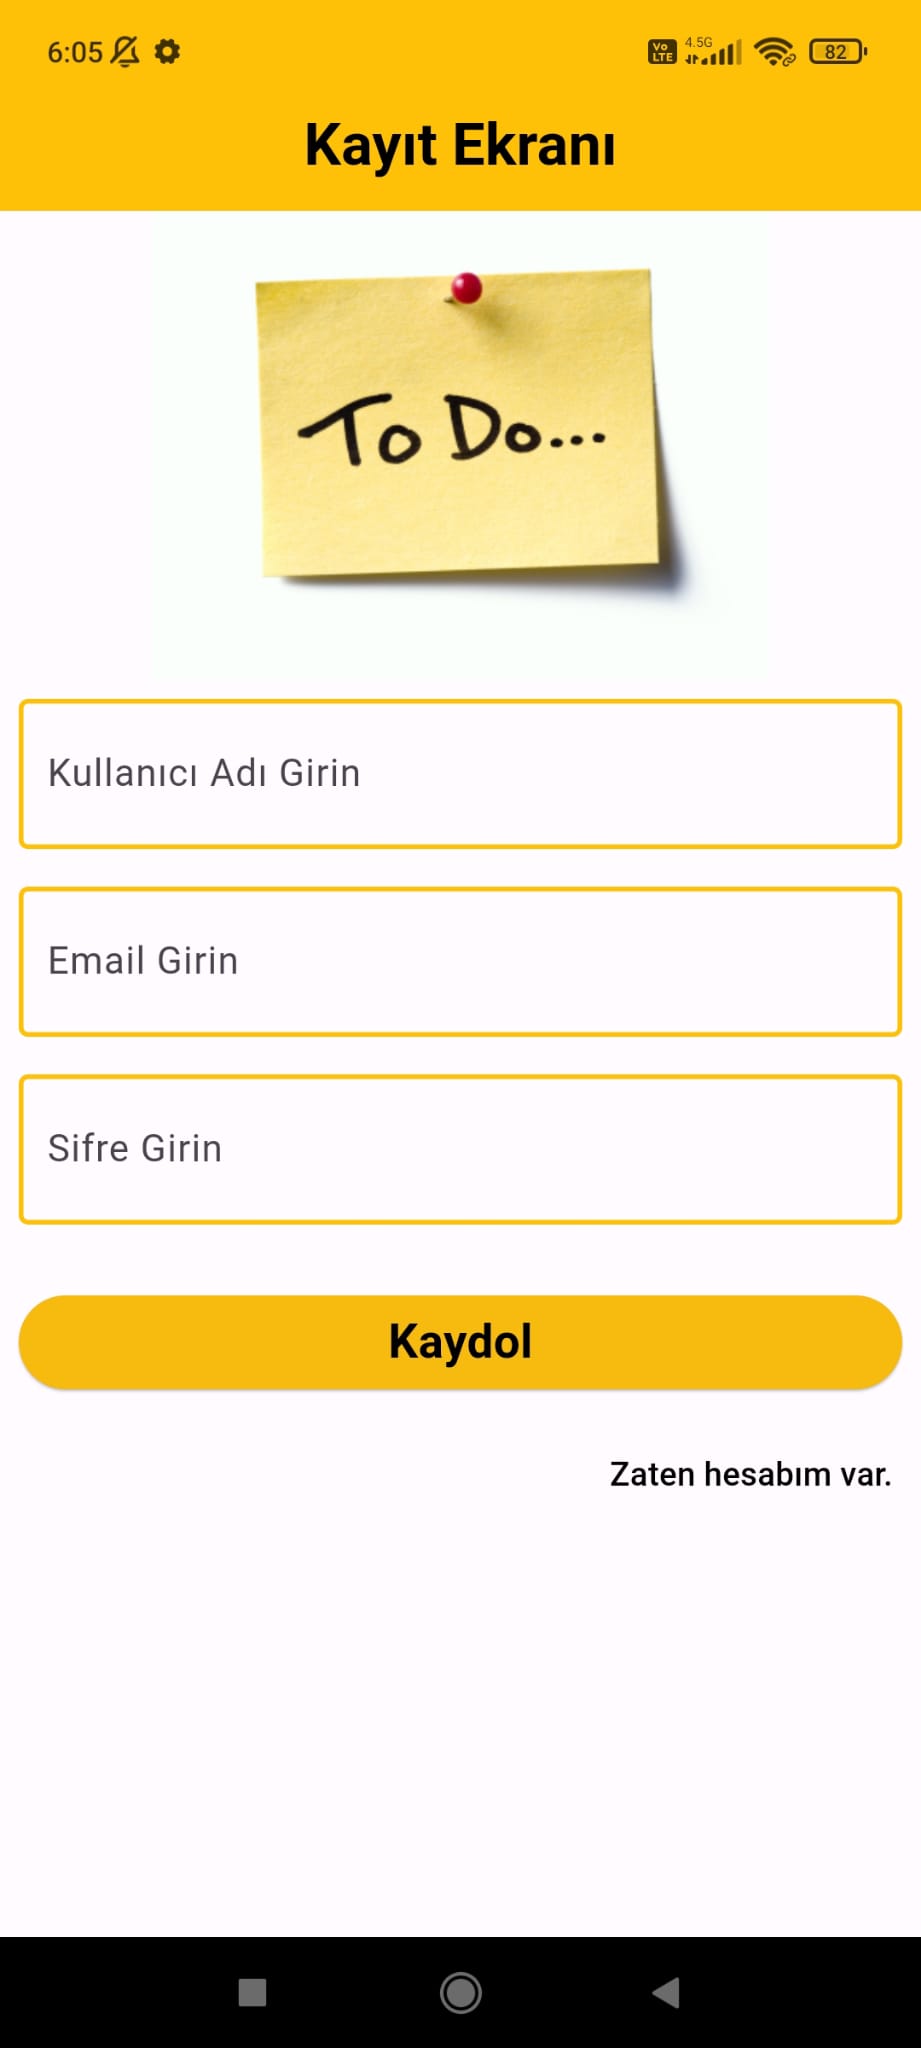 6:05
Vo
LTE
4.5G
82
Kayıt Ekranı
To Do...
Kullanıcı Adı Girin
Email Girin
Sifre Girin
Kaydol
Zaten hesabım var.